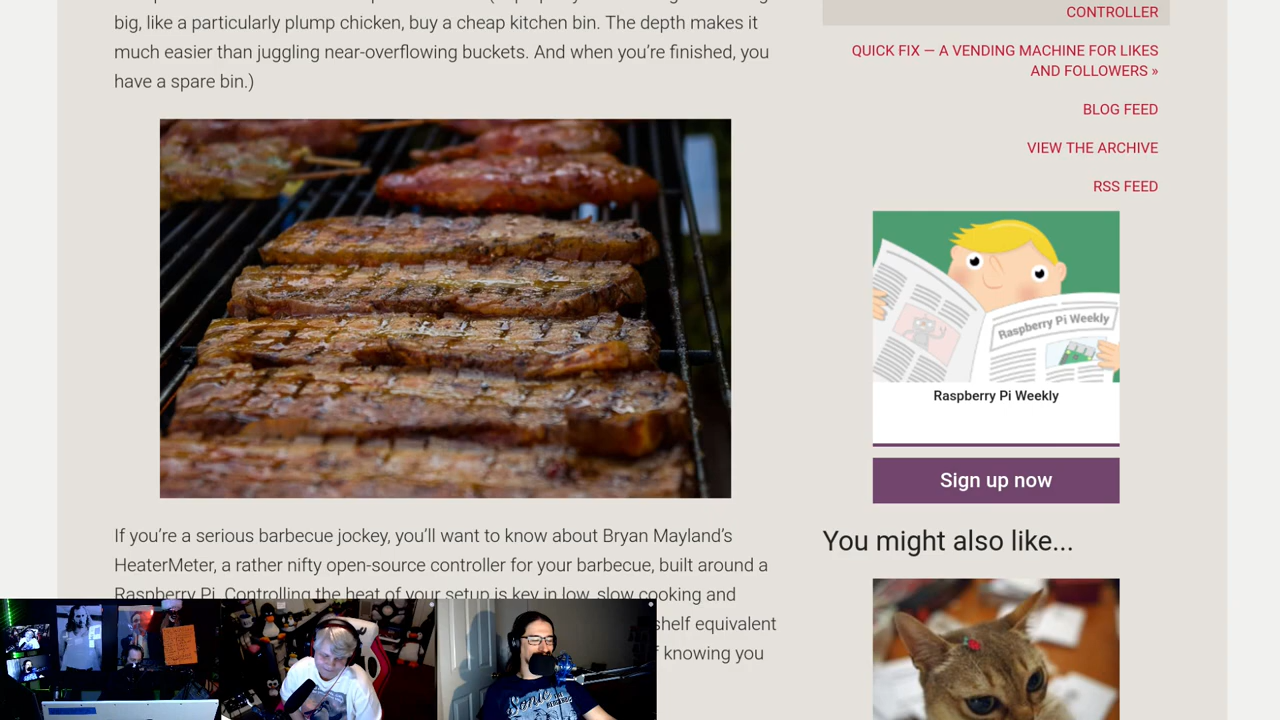 big, like a particularly plump chicken, buy a cheap kitchen bin. The depth makes it
much easier than juggling near-overflowing buckets. And when you’re finished, you
have a spare bin.)
If you’re a serious barbecue jockey, you’ll want to know about Bryan Mayland’s
HeaterMeter, a rather nifty open-source controller for your barbecue, built around a
Raspberry Pi. Controlling the heat of your setup is key in low, slow cooking and
shelf equivalent
knowing you
CONTROLLER
QUICK FIX — A VENDING MACHINE FOR LIKES
AND FOLLOWERS »
BLOG FEED
VIEW THE ARCHIVE
RSS FEED
Raspberry Pi Weekly
Raspberry Pi Weekly
Sign up now
You might also like...
Sonic